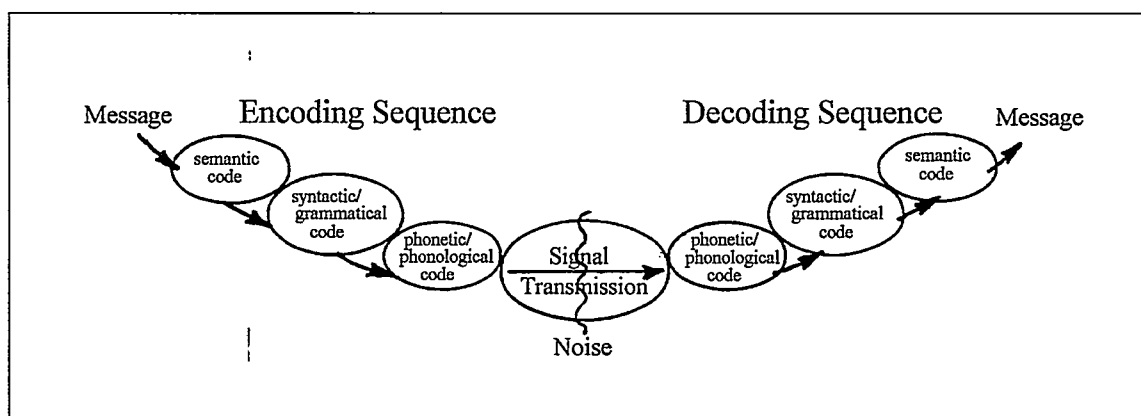 Encoding Sequence
Decoding Sequence
Message
Message
semantic
code
syntactic/
grammatical
code
phonetic/
phonological
code
Signal
Transmission
Noise
phonetic/
phonological
code
syntactic/
grammatical
code
semantic
code